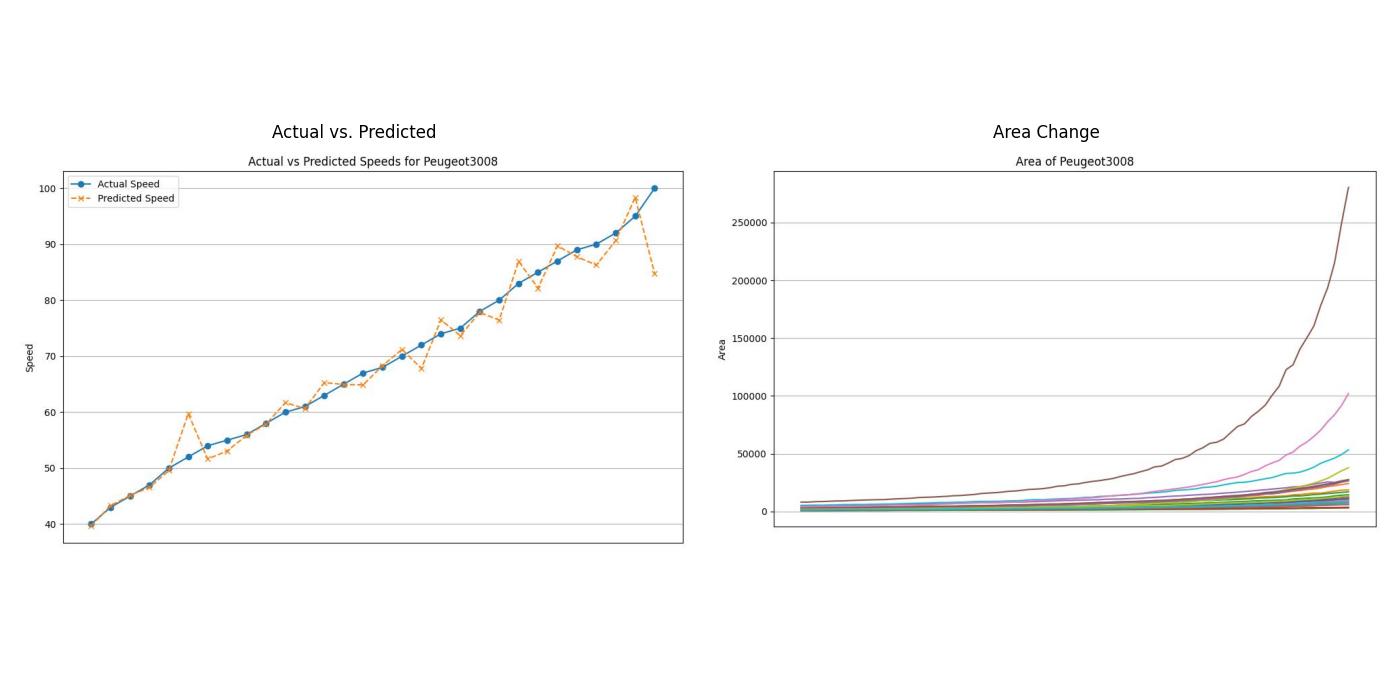 Actual vs. Predicted
Actual vs Predicted Speeds for Peugeot3008
Actual Speed
Predicted Speed
100
90
80
70
60
50
40
Speed
Area Change
Area of Peugeot3008
250000
200000
150000
100000
50000
0
Area